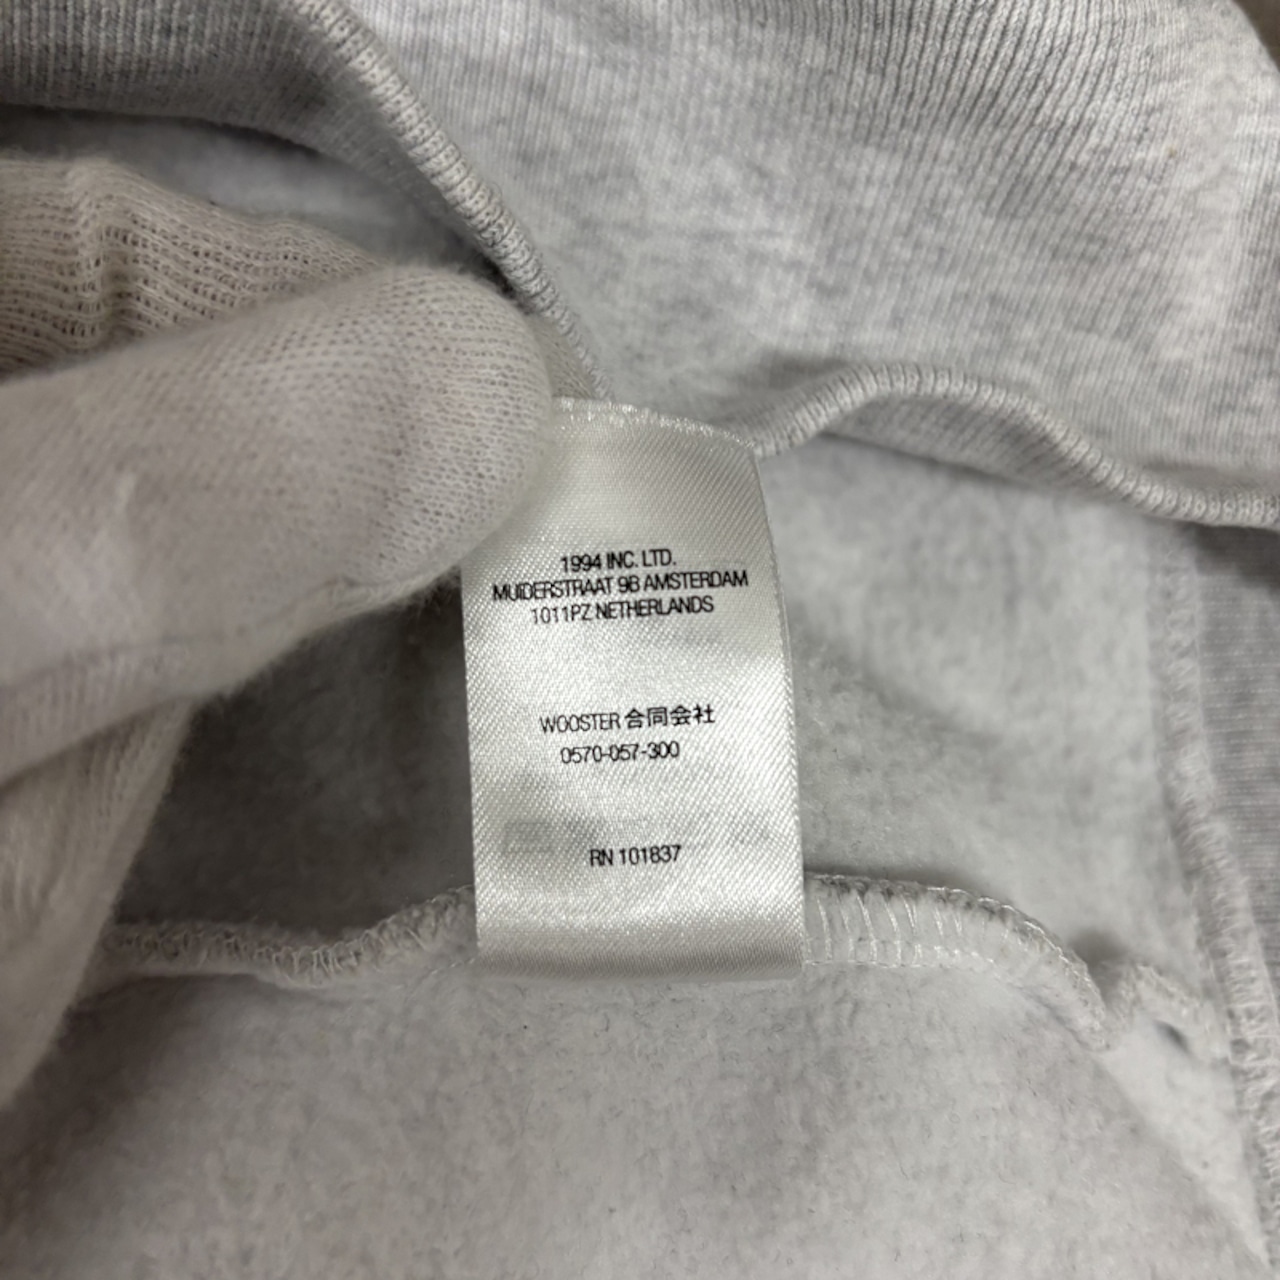 1994 INC. LTD.
MUIDERSTRAAT 9B AMSTERDAM
1011PZ NETHERLANDS
WOOSTER 合同会社
0570-057-300
RN 101837